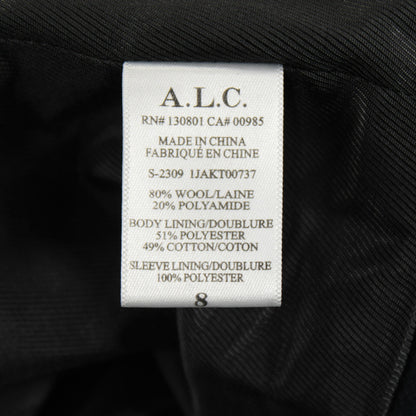 A.L.C.
RN# 130801 CA# 00985
MADE IN CHINA
FABRIQUÉ EN CHINE
S-2309 1JAKT00737
80% WOOL/LAINE
20% POLYAMIDE
BODY LINING/DOUBLURE
51% POLYESTER
49% COTTON/COTON
SLEEVE LINING/DOUBLURE
100% POLYESTER
8